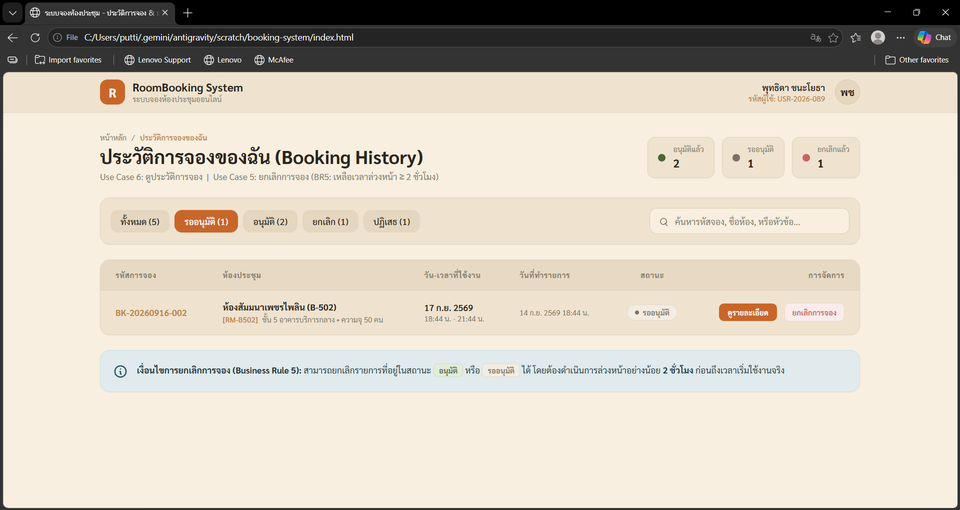 ระบบจองห้องประชุม - ประวัติการจอง &
File
C:/Users/putti/.gemini/antigravity/scratch/booking-system/index.html
Chat
Import favorites
Lenovo Support
Lenovo
McAfee
Other favorites
R
RoomBooking System
ระบบจองห้องประชุมออนไลน์
พุทธิดา ชนะโยธา
รหัสผู้ใช้: USR-2026-089
พช
หน้าหลัก / ประวัติการจองของฉัน
ประวัติการจองของฉัน (Booking History)
Use Case 6: ดูประวัติการจอง | Use Case 5: ยกเลิกการจอง (BR5: เหลือเวลาล่วงหน้า ≥ 2 ชั่วโมง)
อนุมัติแล้ว
2
รออนุมัติ
1
ยกเลิกแล้ว
1
ทั้งหมด (5)
รออนุมัติ (1)
อนุมัติ (2)
ยกเลิก (1)
ปฏิเสธ (1)
ค้นหารหัสจอง, ชื่อห้อง, หรือหัวข้อ...
รหัสการจอง
ห้องประชุม
วัน-เวลาที่ใช้งาน
วันที่ทำรายการ
สถานะ
การจัดการ
BK-20260916-002
ห้องสัมมนาเพชรไพลิน (B-502)
[RM-B502] ชั้น 5 อาคารบริการกลาง • ความจุ 50 คน
17 ก.ย. 2569
18:44 น. - 21:44 น.
14 ก.ย. 2569 18:44 น.
รออนุมัติ
ดูรายละเอียด
ยกเลิกการจอง
เงื่อนไขการยกเลิกการจอง (Business Rule 5): สามารถยกเลิกรายการที่อยู่ในสถานะ อนุมัติ หรือ รออนุมัติ ได้ โดยต้องดำเนินการล่วงหน้าอย่างน้อย 2 ชั่วโมง ก่อนถึงเวลาเริ่มใช้งานจริง